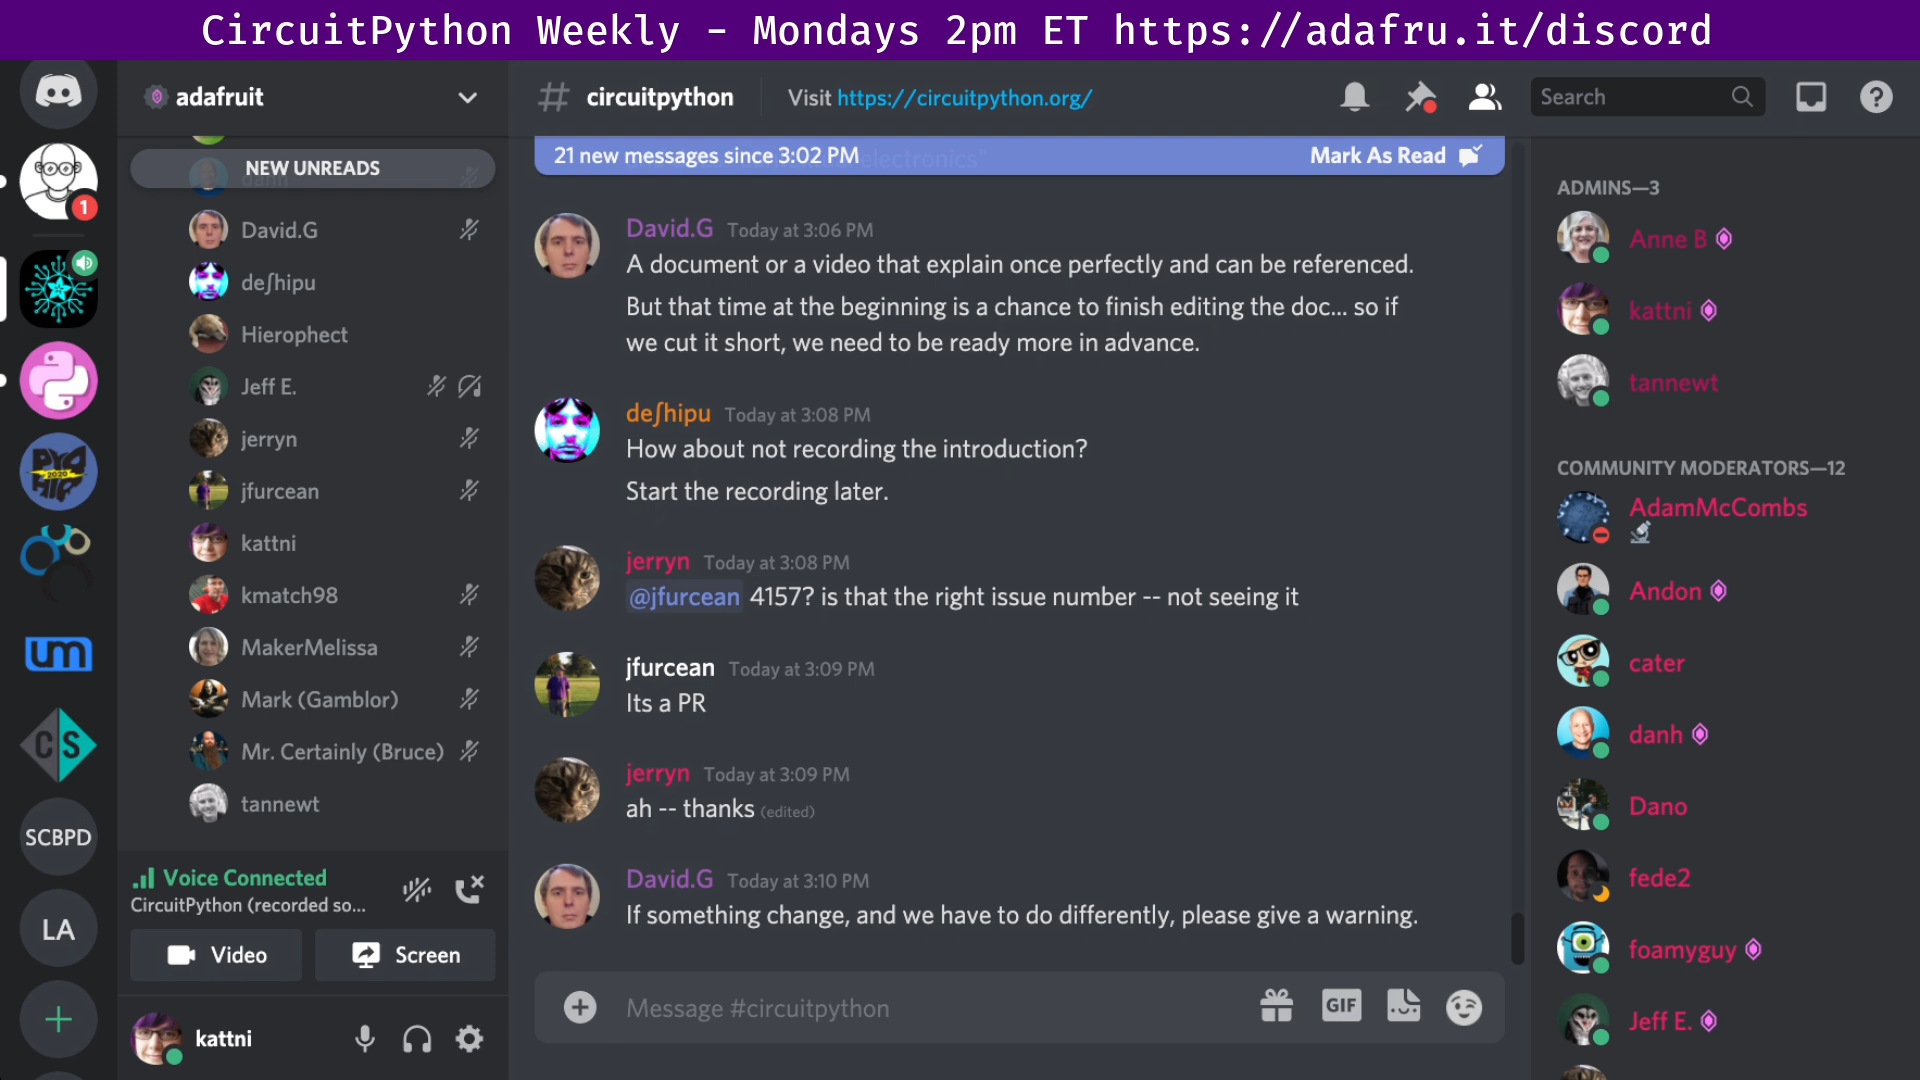 CircuitPython Weekly – Mondays 2pm ET https://adafru.it/discord
adafruit
NEW UNREADS
David.G
deʃhipu
Hierophect
Jeff E.
jerryn
jfurcean
kattni
kmatch98
MakerMelissa
Mark (Gamblor)
Mr. Certainly (Bruce)
tannewt
Voice Connected
CircuitPython (recorded so...
Video
Screen
kattni
1
PYO
2020
HIP
um
CS
SCBPD
LA
circuitpython
Visit https://circuitpython.org/
Search
21 new messages since 3:02 PM
Mark As Read
electronics"
David.G Today at 3:06 PM
A document or a video that explain once perfectly and can be referenced.
But that time at the beginning is a chance to finish editing the doc... so if
we cut it short, we need to be ready more in advance.
deʃhipu Today at 3:08 PM
How about not recording the introduction?
Start the recording later.
jerryn Today at 3:08 PM
@jfurcean 4157? is that the right issue number -- not seeing it
jfurcean Today at 3:09 PM
Its a PR
jerryn Today at 3:09 PM
ah -- thanks (edited)
David.G Today at 3:10 PM
If something change, and we have to do differently, please give a warning.
Message #circuitpython
GIF
ADMINS—3
Anne B
kattni
tannewt
COMMUNITY MODERATORS—12
AdamMcCombs
Andon
cater
danh
Dano
fede2
foamyguy
Jeff E.